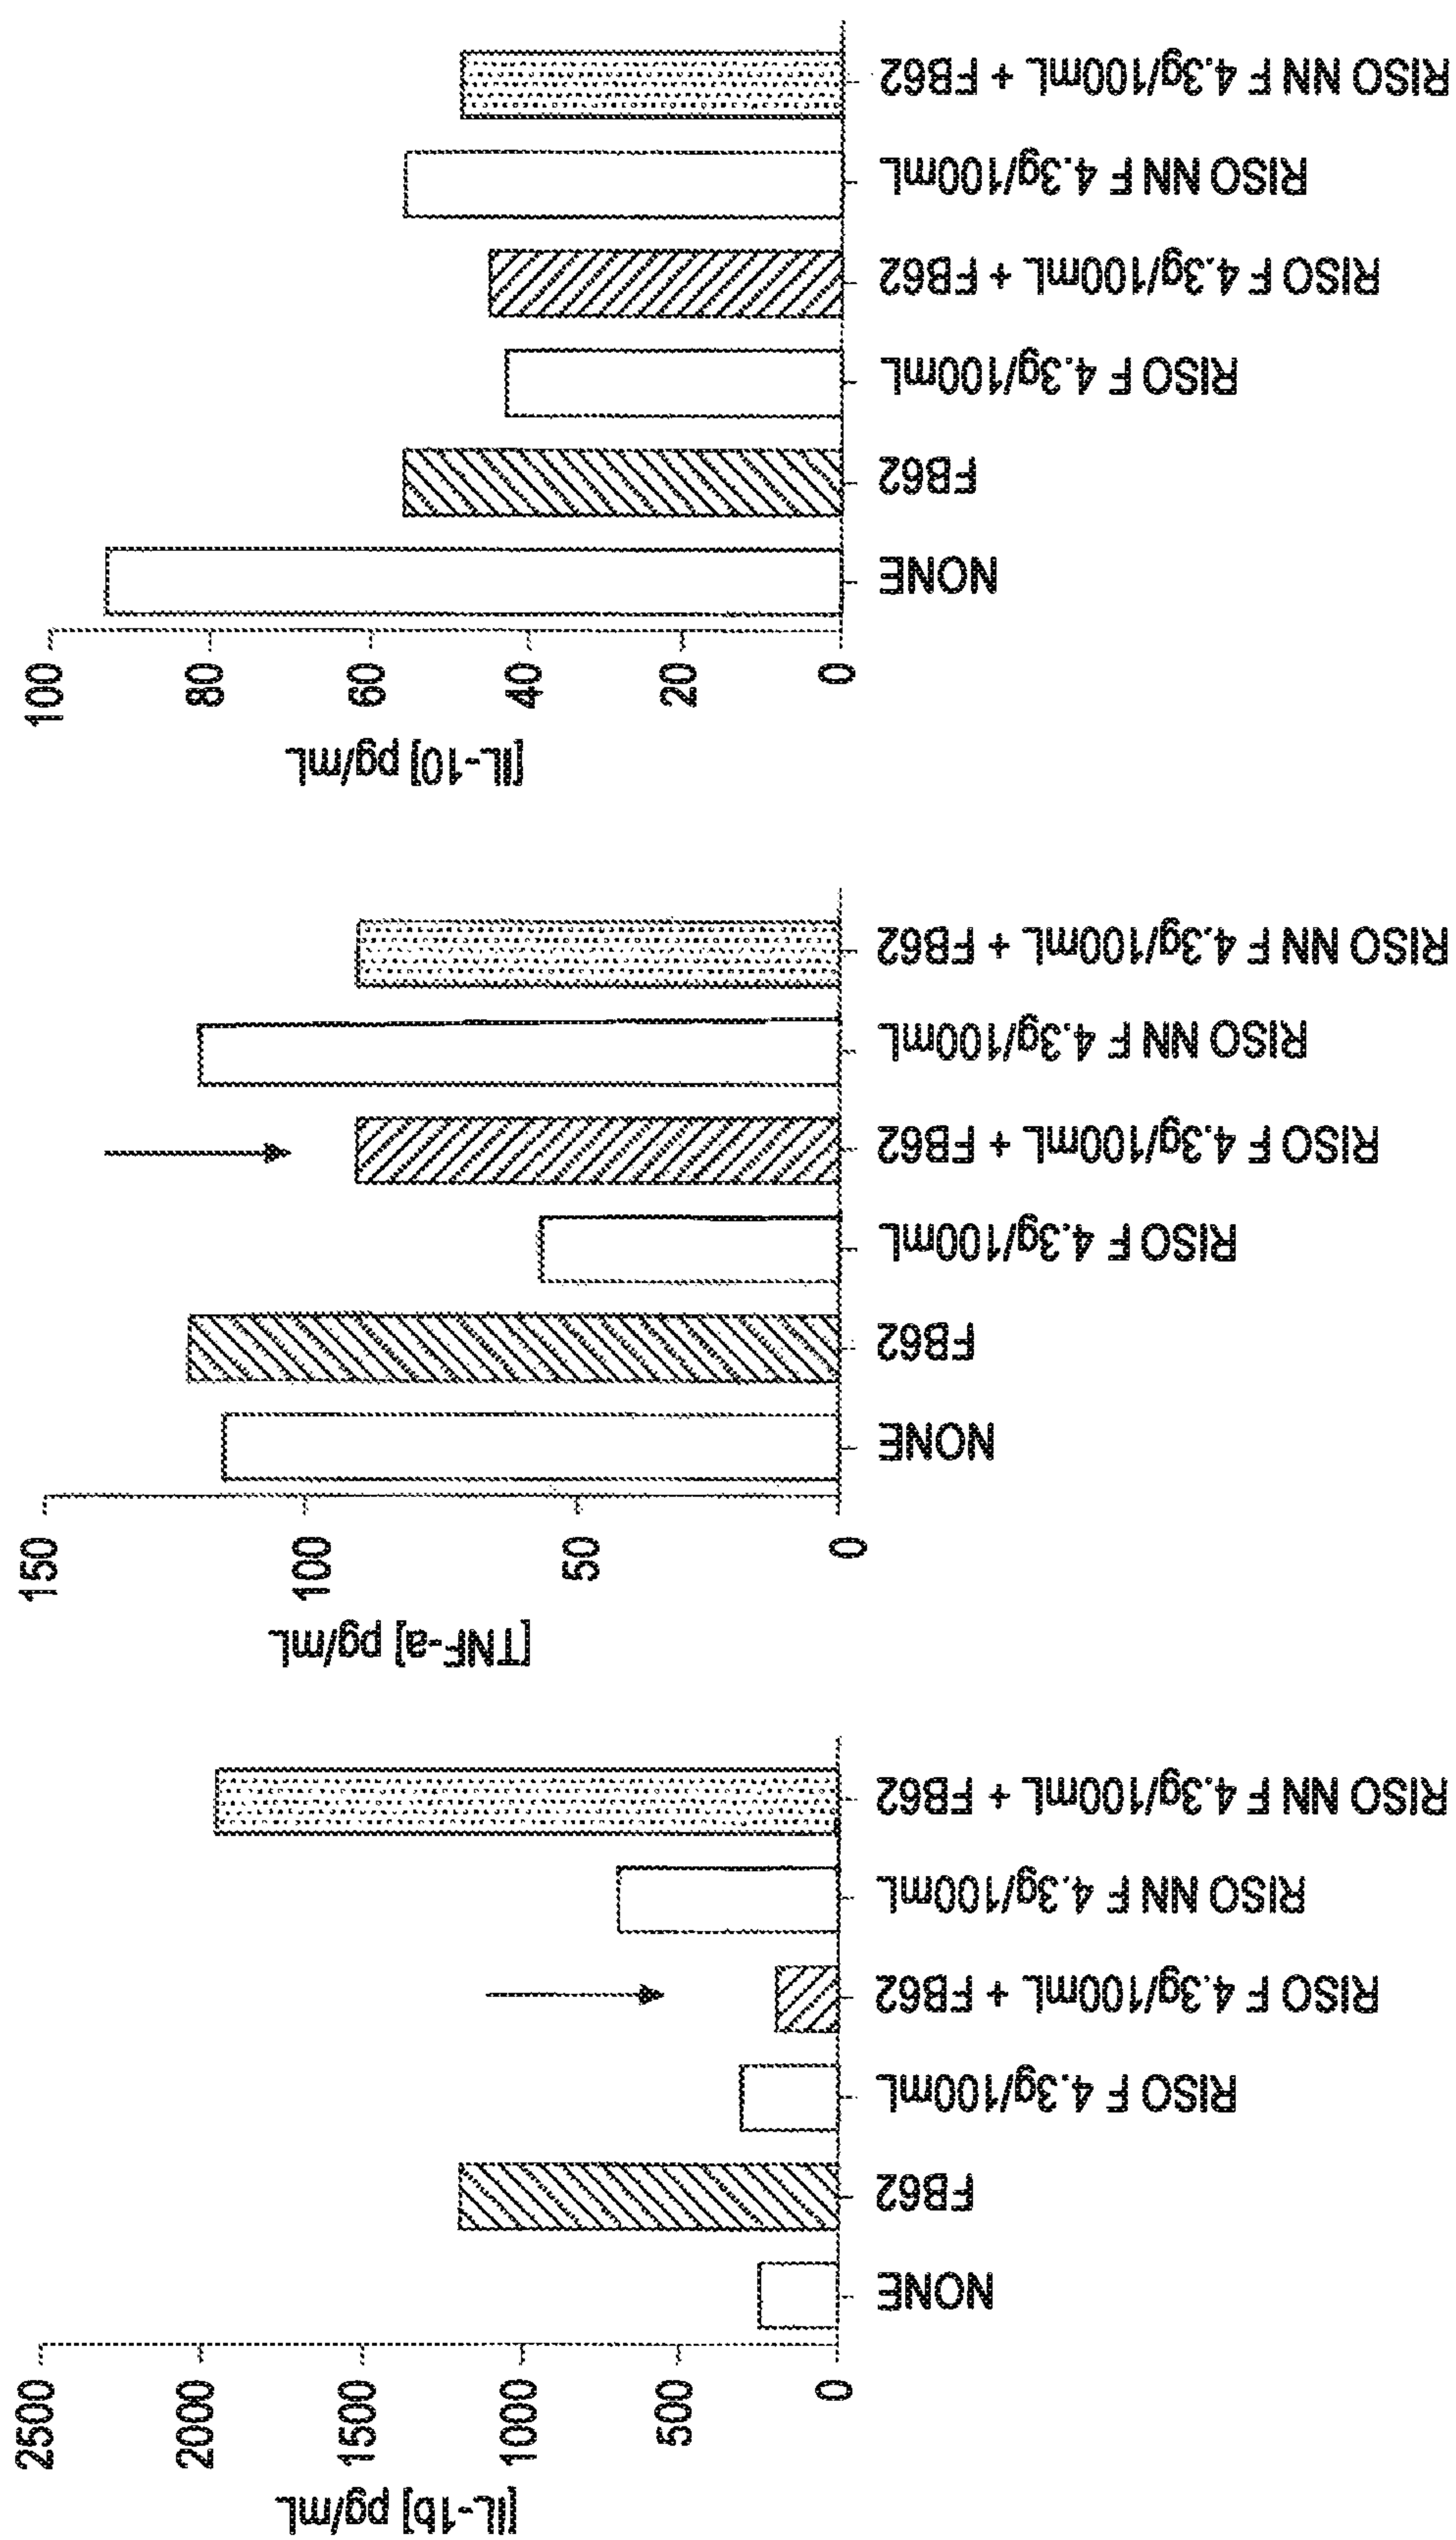 [IL-1b] pg/mL
2500
2000
1500
1000
500
0
NONE
FB62
RISO F 4.3g/100mL
RISO F 4.3g/100mL + FB62
RISO NN F 4.3g/100mL
RISO NN F 4.3g/100mL + FB62
[TNF-a] pg/mL
150
100
50
0
NONE
FB62
RISO F 4.3g/100mL
RISO F 4.3g/100mL + FB62
RISO NN F 4.3g/100mL
RISO NN F 4.3g/100mL + FB62
[IL-10] pg/mL
100
80
60
40
20
0
NONE
FB62
RISO F 4.3g/100mL
RISO F 4.3g/100mL + FB62
RISO NN F 4.3g/100mL
RISO NN F 4.3g/100mL + FB62